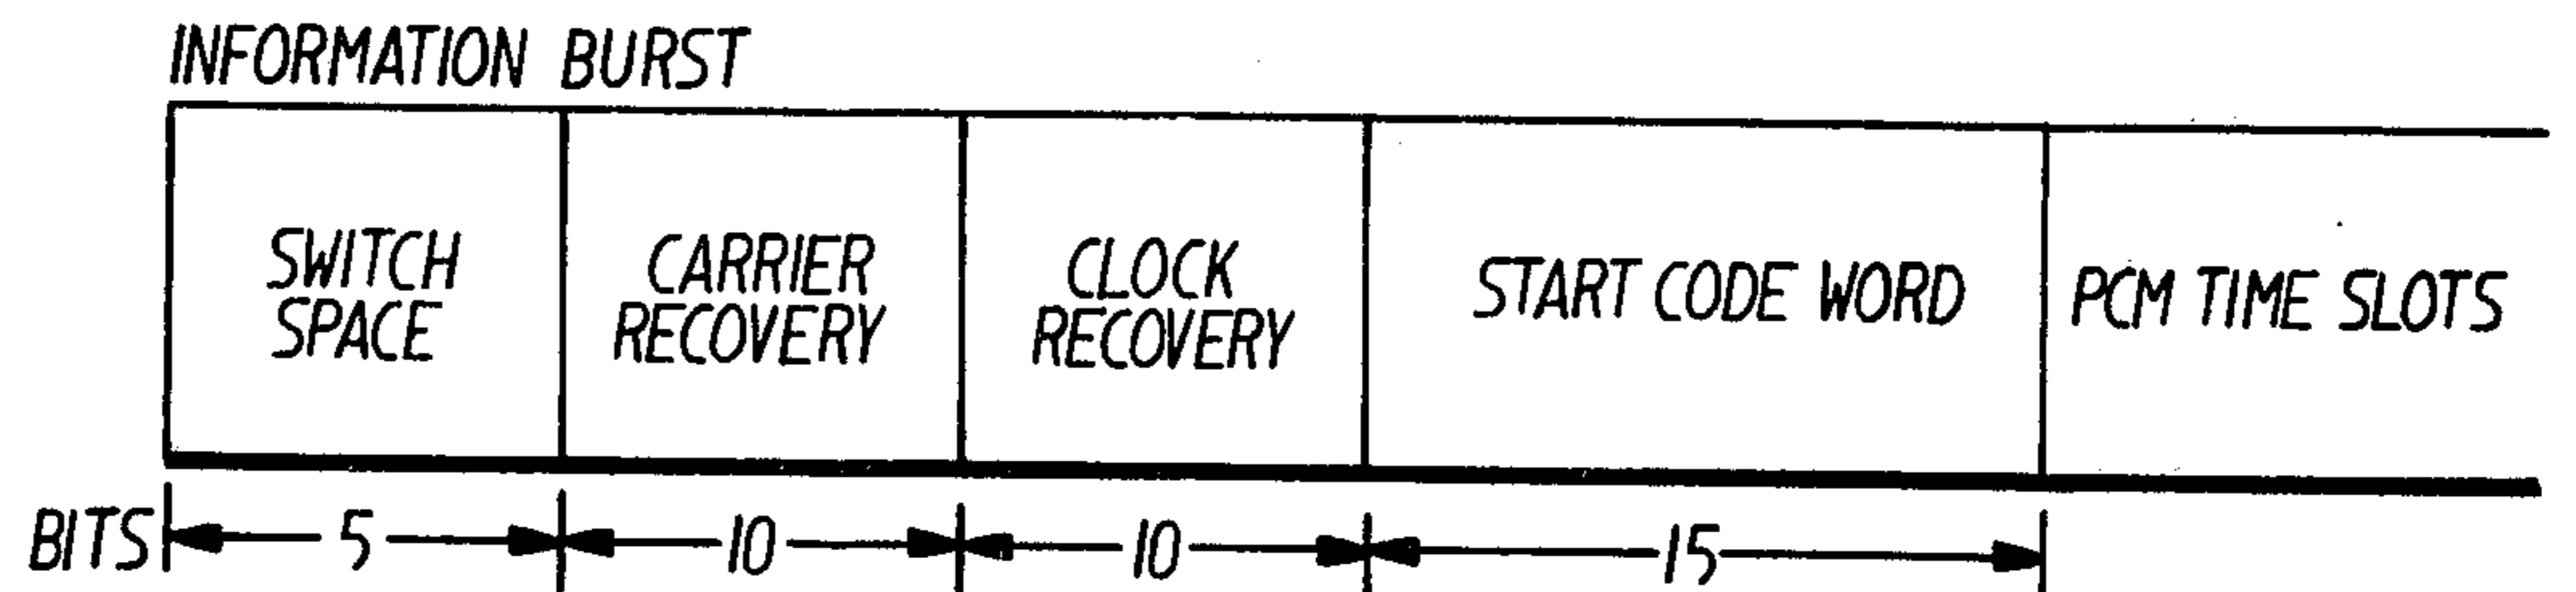 INFORMATION BURST
SWITCH
SPACE
CARRIER
RECOVERY
CLOCK
RECOVERY
START CODE WORD
PCM TIME SLOTS
BITS 5 10 10 15